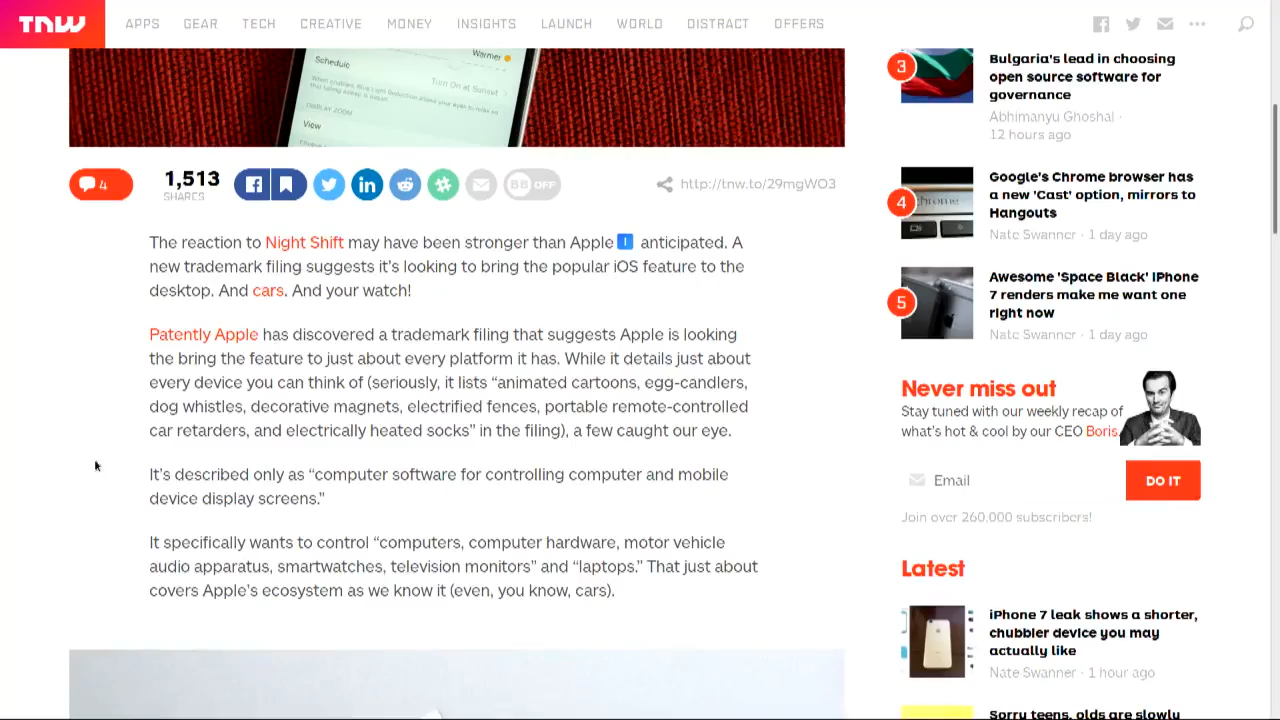 TNW
APPS GEAR TECH CREATIVE MONEY INSIGHTS LAUNCH WORLD DISTRACT OFFERS
Warmer
Schedule
Turn On at Sunset
View
4
1,513
SHARES
BB OFF
http://tnw.to/29mgWO3
The reaction to Night Shift may have been stronger than Apple anticipated. A
new trademark filing suggests it’s looking to bring the popular iOS feature to the
desktop. And cars. And your watch!
Patently Apple has discovered a trademark filing that suggests Apple is looking
the bring the feature to just about every platform it has. While it details just about
every device you can think of (seriously, it lists “animated cartoons, egg-candlers,
dog whistles, decorative magnets, electrified fences, portable remote-controlled
car retarders, and electrically heated socks” in the filing), a few caught our eye.
It’s described only as “computer software for controlling computer and mobile
device display screens.”
It specifically wants to control “computers, computer hardware, motor vehicle
audio apparatus, smartwatches, television monitors” and “laptops.” That just about
covers Apple’s ecosystem as we know it (even, you know, cars).
3
Bulgaria's lead in choosing
open source software for
governance
Abhimanyu Ghoshal ·
12 hours ago
4
chrome
Google's Chrome browser has
a new 'Cast' option, mirrors to
Hangouts
Nate Swanner · 1 day ago
5
Awesome 'Space Black' iPhone
7 renders make me want one
right now
Nate Swanner · 1 day ago
Never miss out
Stay tuned with our weekly recap of
what’s hot & cool by our CEO Boris.
Email
DO IT
Join over 260,000 subscribers!
Latest
iPhone 7 leak shows a shorter,
chubbier device you may
actually like
Nate Swanner · 1 hour ago
Sorry teens, olds are slowly